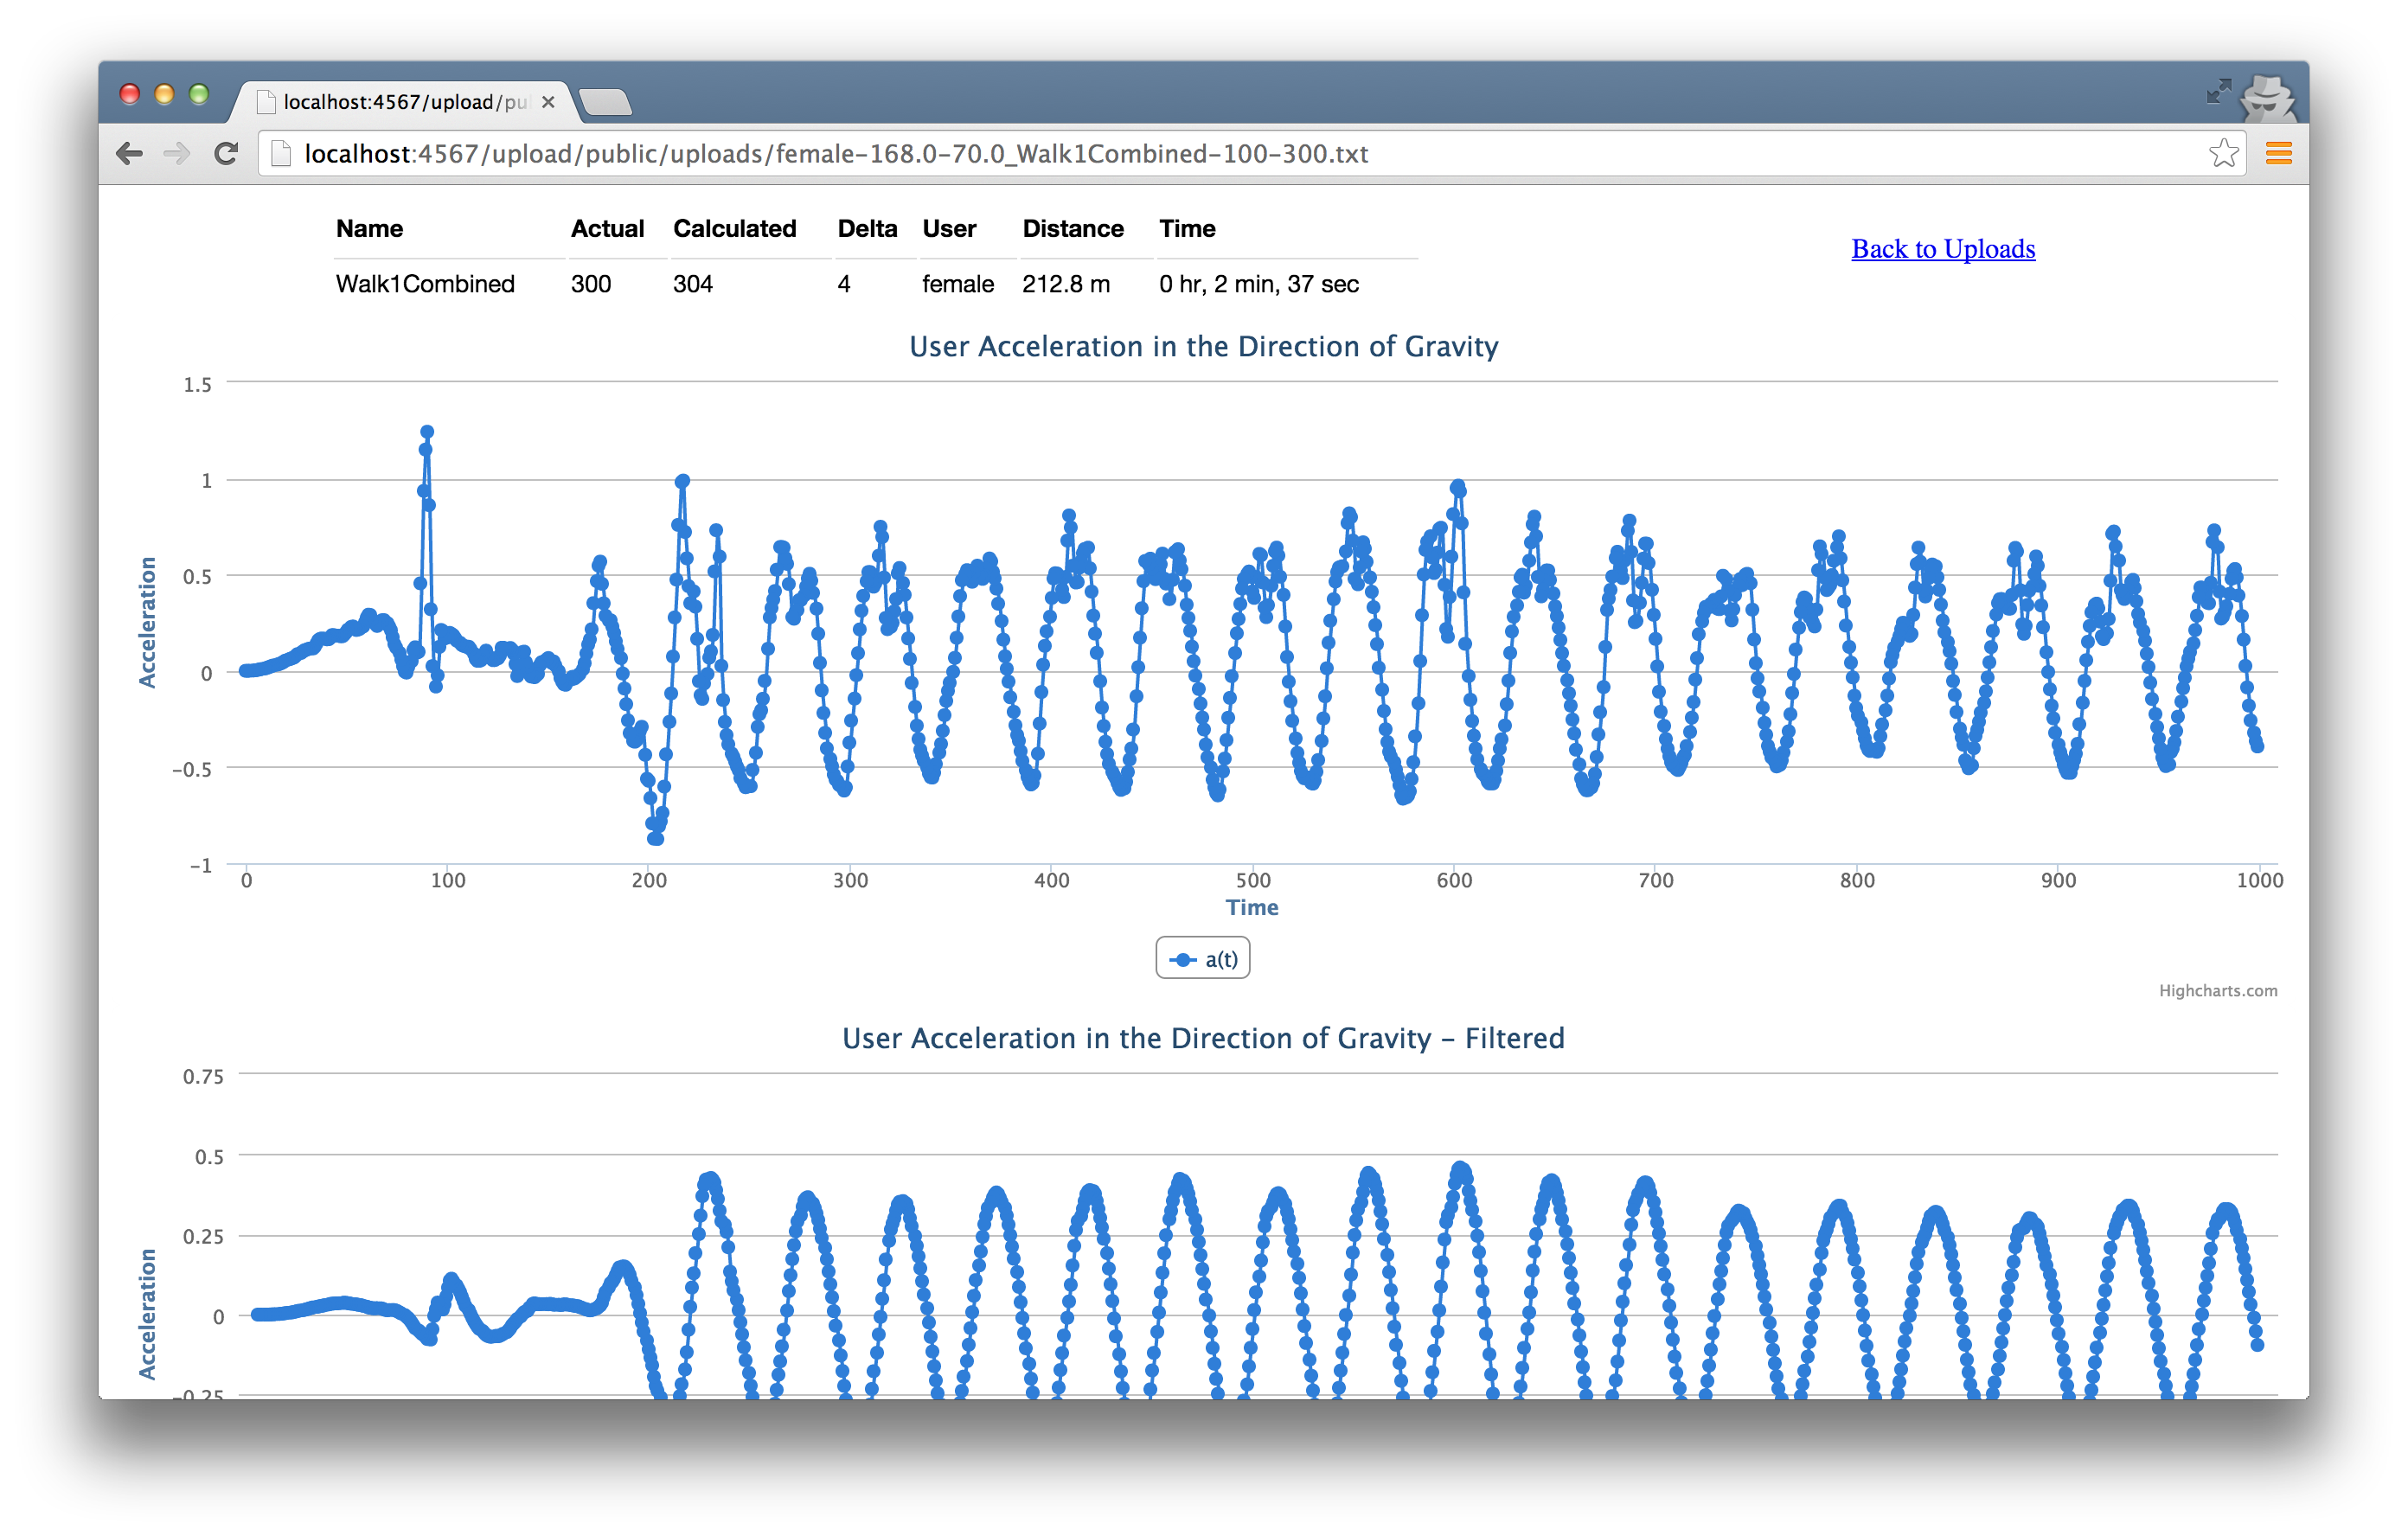 localhost:4567/upload/pu
localhost:4567/upload/public/uploads/female-168.0-70.0_Walk1Combined-100-300.txt
Name Actual Calculated Delta User Distance Time
Walk1Combined 300 304 4 female 212.8 m 0 hr, 2 min, 37 sec
Back to Uploads
User Acceleration in the Direction of Gravity
1.5
1
0.5
0
−0.5
−1
Acceleration
0 100 200 300 400 500 600 700 800 900 1000
Time
a(t)
Highcharts.com
User Acceleration in the Direction of Gravity – Filtered
0.75
0.5
0.25
0
−0.25
Acceleration